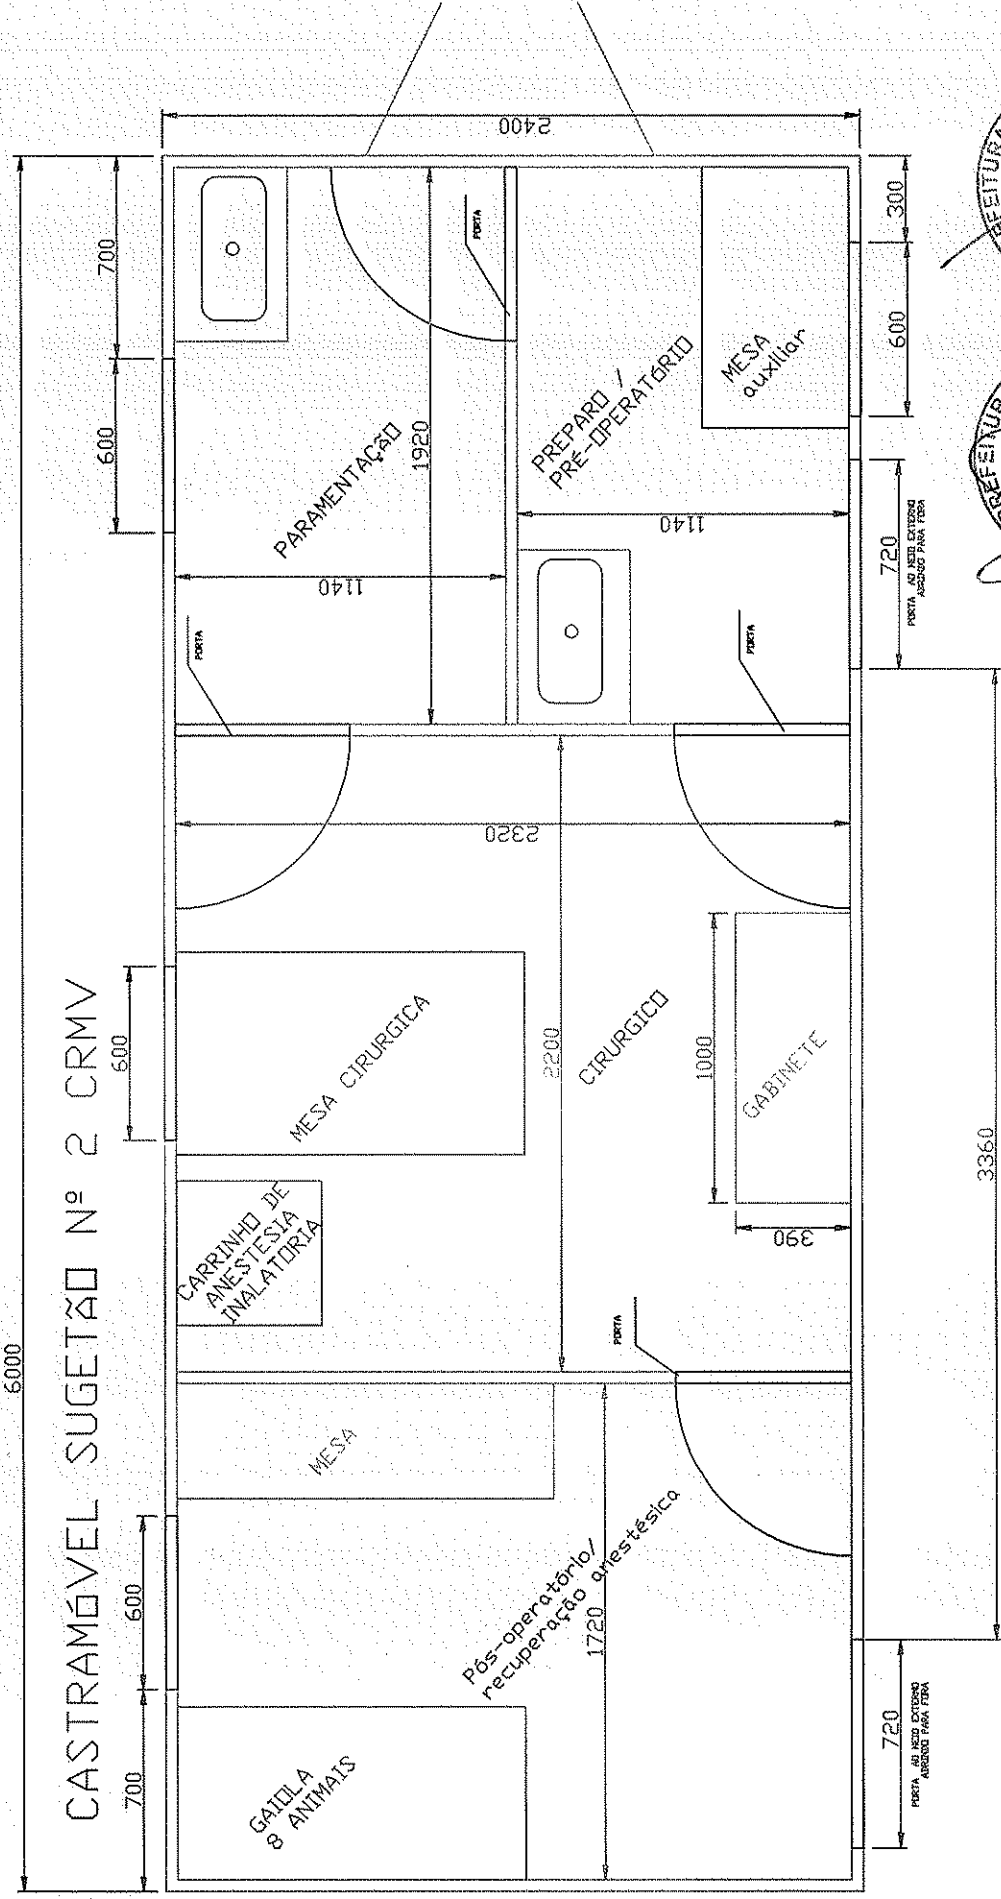 6000
CASTRAMÓVEL SUGETÃO Nº 2 CRMV
700
600
600
600
700
2400
PARAMENTAÇÃO
1920
1140
PORTA
PORTA
PREPARO /
PRÉ-OPERATÓRIO
1140
MESA
auxiliar
PORTA
300
600
720
PORTA AO MEIO EXTERNO
ABRINDO PARA FORA
2320
MESA CIRURGICA
2200
CIRURGICO
1000
GABINETE
390
CARRINHO DE
ANESTESIA
INALATORIA
PORTA
3360
MESA
Pós-operatório/
recuperação anestésica
1720
GAIOLA
8 ANIMAIS
720
PORTA AO MEIO EXTERNO
ABRINDO PARA FORA
PREFEITURA
PREFEITUR